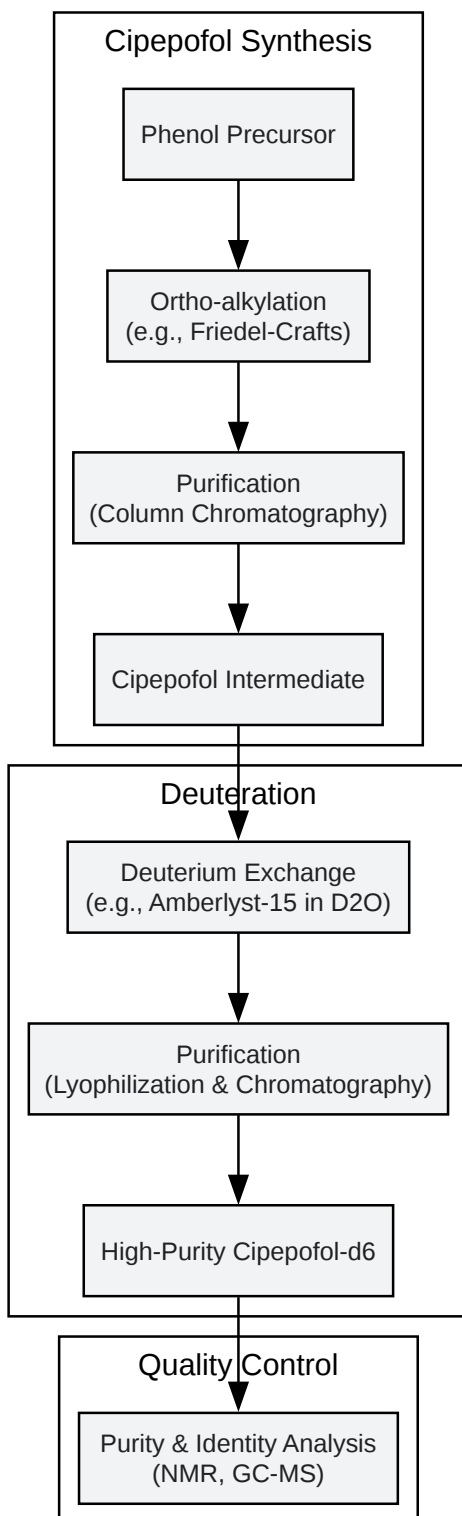 Cipepofol Synthesis
Phenol Precursor
Ortho-alkylation
(e.g., Friedel-Crafts)
Purification
(Column Chromatography)
Cipepofol Intermediate
Deuteration
Deuterium Exchange
(e.g., Amberlyst-15 in D2O)
Purification
(Lyophilization & Chromatography)
High-Purity Cipepofol-d6
Quality Control
Purity & Identity Analysis
(NMR, GC-MS)